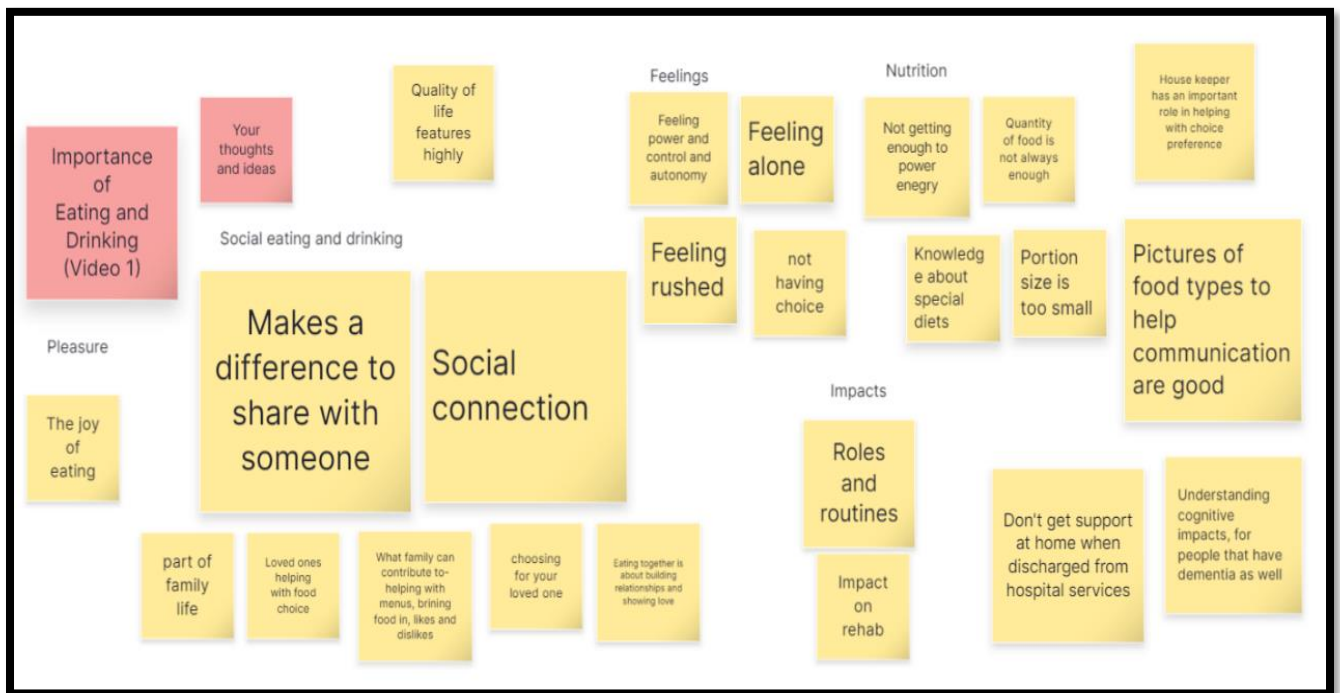 Importance
of
Eating and
Drinking
(Video 1)
Your
thoughts
and ideas
Quality of
life
features
highly
Social eating and drinking
Makes a
difference to
share with
someone
Social
connection
Pleasure
The joy
of
eating
part of
family
life
Loved ones
helping
with food
choice
What family can
contribute to-
helping with
menus, brining
food in, likes and
dislikes
choosing
for your
loved one
Eating together is
about building
relationships and
showing love
Feelings
Feeling
power and
control and
autonomy
Feeling
alone
Feeling
rushed
not
having
choice
Nutrition
Not getting
enough to
power
enegry
Quantity
of food is
not always
enough
Knowledg
e about
special
diets
Portion
size is
too small
House keeper
has an important
role in helping
with choice
preference
Pictures of
food types to
help
communication
are good
Impacts
Roles
and
routines
Impact
on
rehab
Don't get support
at home when
discharged from
hospital services
Understanding
cognitive
impacts, for
people that have
dementia as well